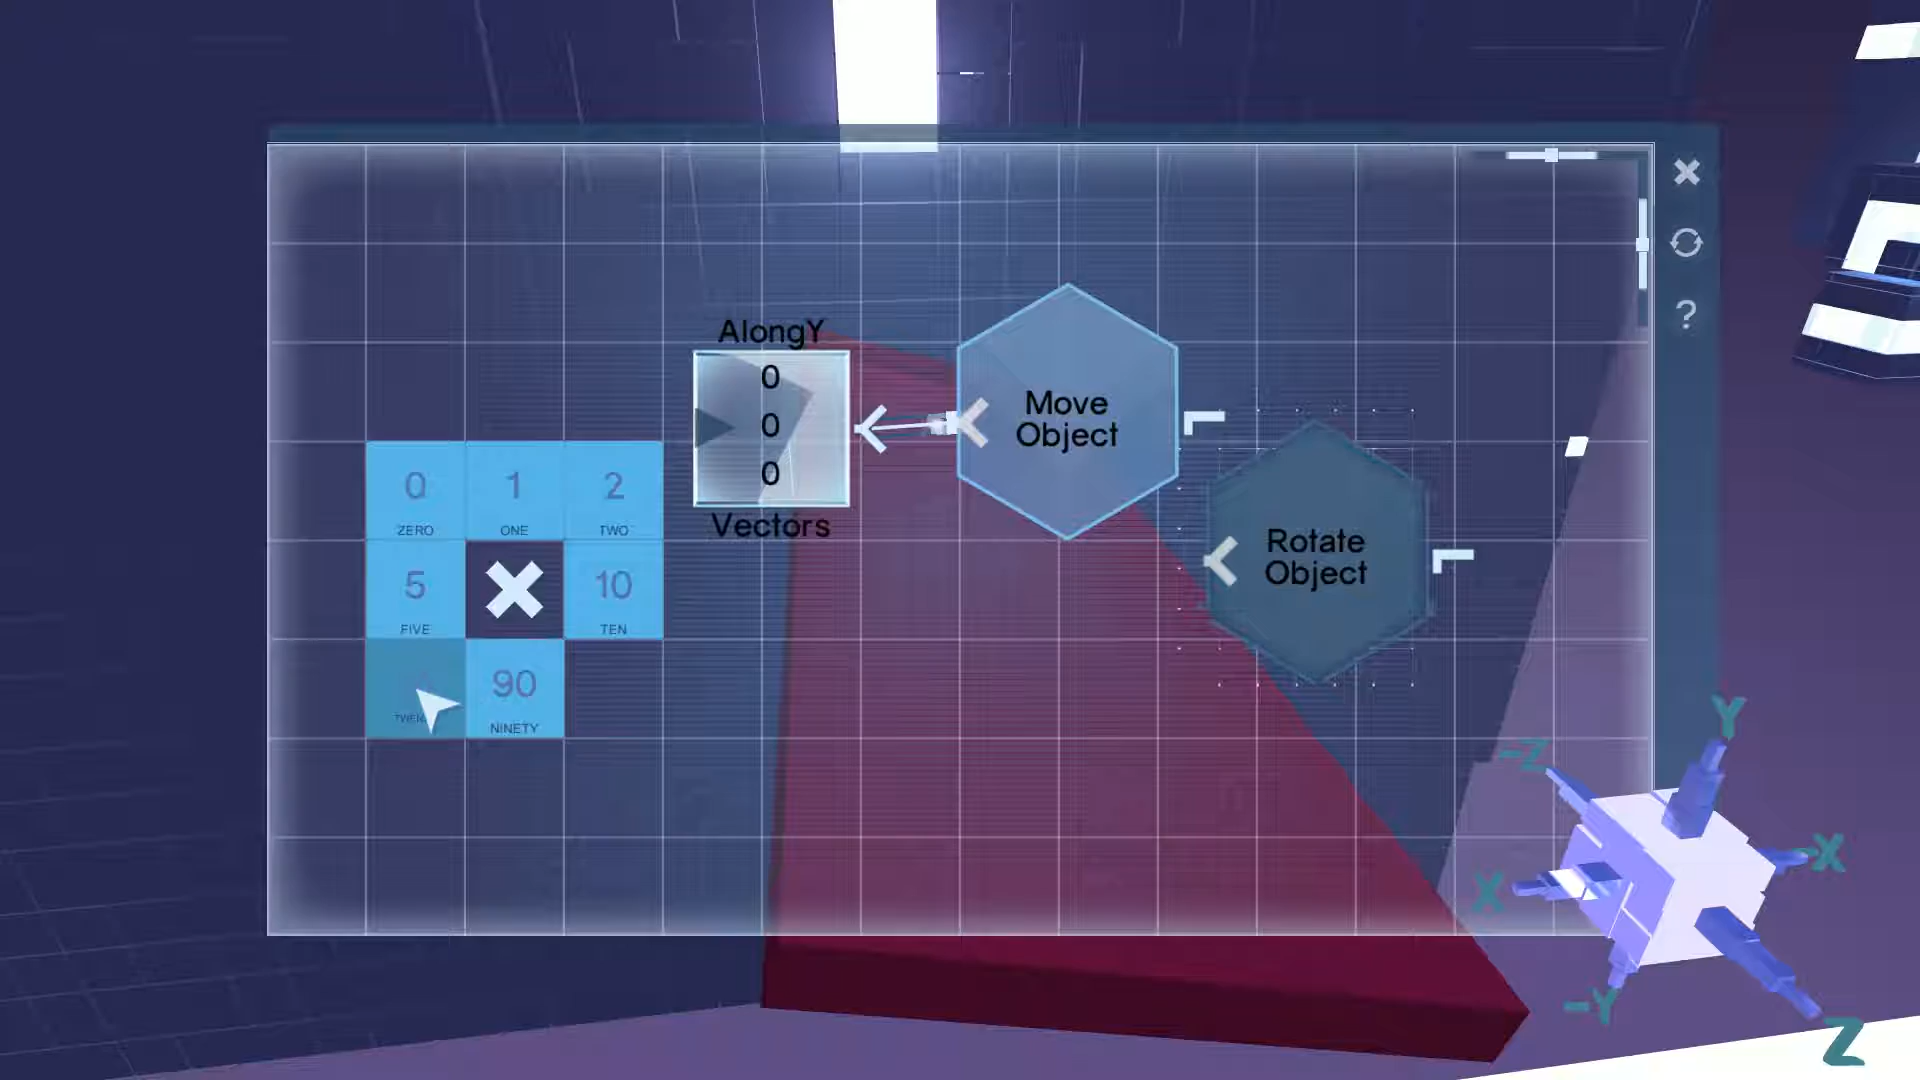 AlongY
0
0
0
Vectors
Move
Object
Rotate
Object
0
ZERO
1
ONE
2
TWO
5
FIVE
10
TEN
90
NINETY
?
Y
-Z
-X
X
-Y
Z